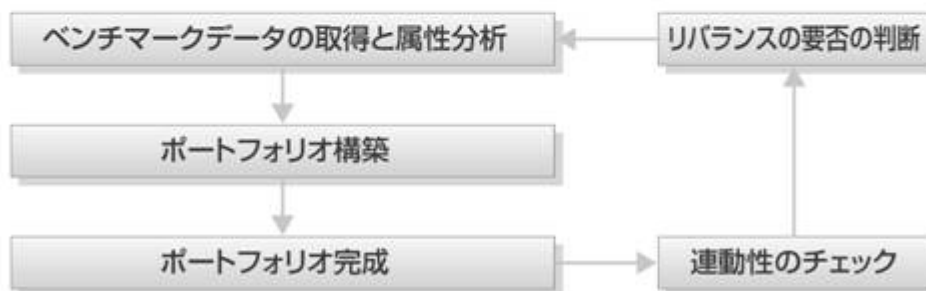 ベンチマークデータの取得と属性分析
リバランスの要否の判断
ポートフォリオ構築
ポートフォリオ完成
連動性のチェック